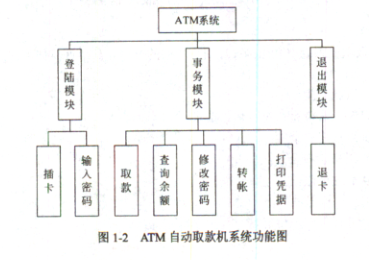 ATM系统
登陆模块
事务模块
退出模块
插卡
输入密码
取款
查询余额
修改密码
转帐
打印凭据
退卡
图 1-2 ATM 自动取款机系统功能图